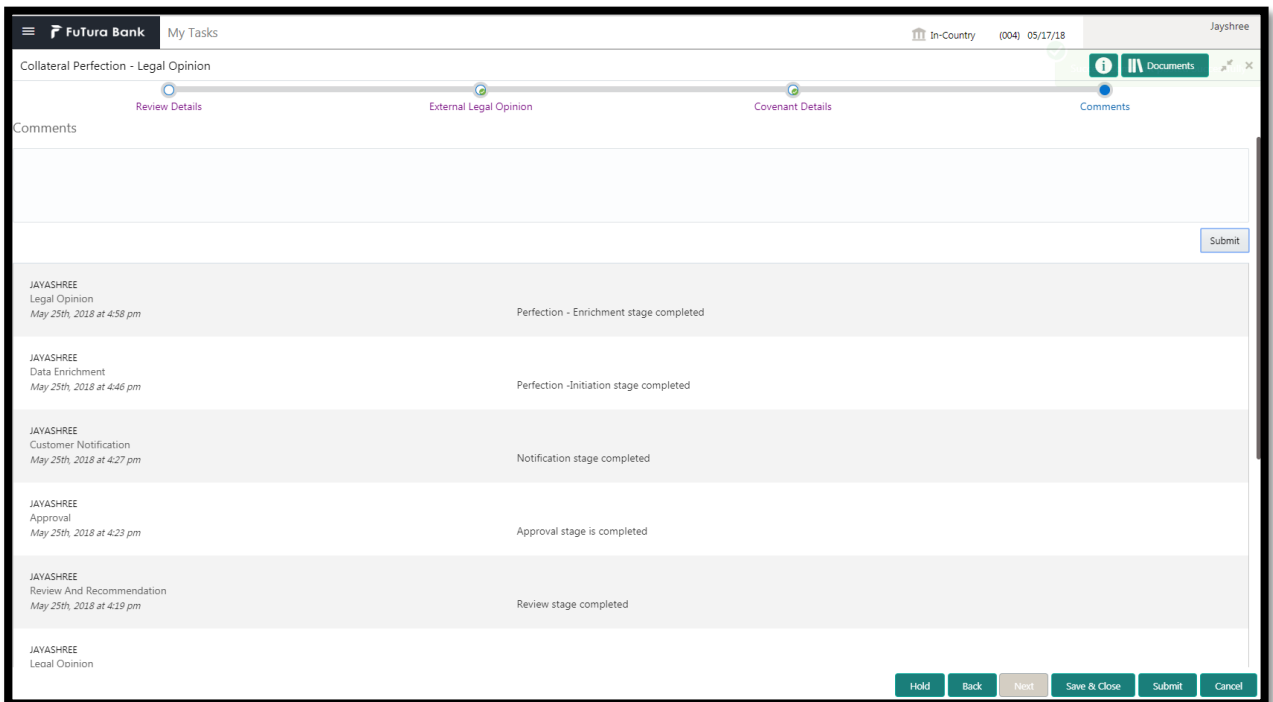 FuTura Bank My Tasks In-Country (004) 05/17/18 Jayshree
Collateral Perfection - Legal Opinion i Documents
Review Details External Legal Opinion Covenant Details Comments
Comments
Submit
JAYASHREE
Legal Opinion
May 25th, 2018 at 4:58 pm Perfection - Enrichment stage completed
JAYASHREE
Data Enrichment
May 25th, 2018 at 4:46 pm Perfection -Initiation stage completed
JAYASHREE
Customer Notification
May 25th, 2018 at 4:27 pm Notification stage completed
JAYASHREE
Approval
May 25th, 2018 at 4:23 pm Approval stage is completed
JAYASHREE
Review And Recommendation
May 25th, 2018 at 4:19 pm Review stage completed
JAYASHREE
Legal Opinion
Hold Back Next Save & Close Submit Cancel